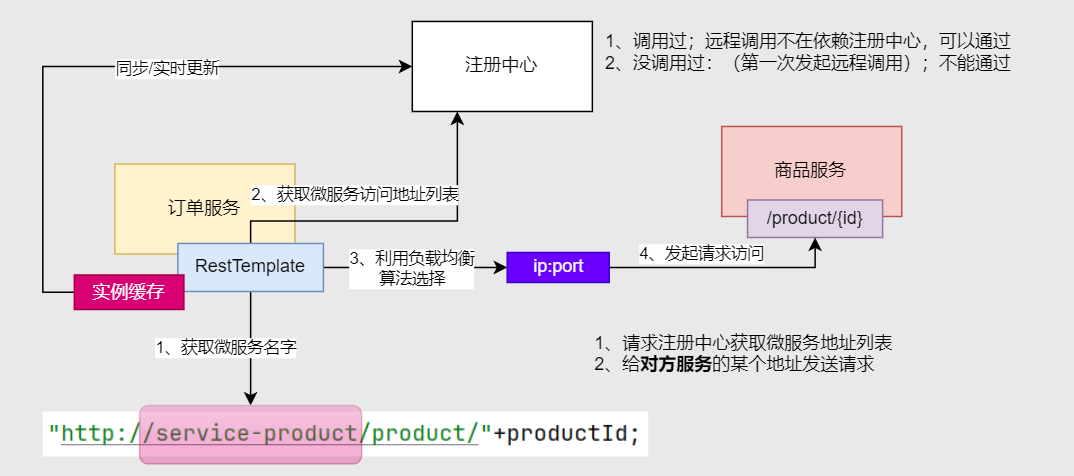 注册中心
1、调用过；远程调用不在依赖注册中心，可以通过
2、没调用过：（第一次发起远程调用）；不能通过
同步/实时更新
商品服务
/product/{id}
订单服务
2、获取微服务访问地址列表
RestTemplate
实例缓存
3、利用负载均衡
算法选择
ip:port
4、发起请求访问
1、获取微服务名字
1、请求注册中心获取微服务地址列表
2、给对方服务的某个地址发送请求
"http://service-product/product/"+productId;